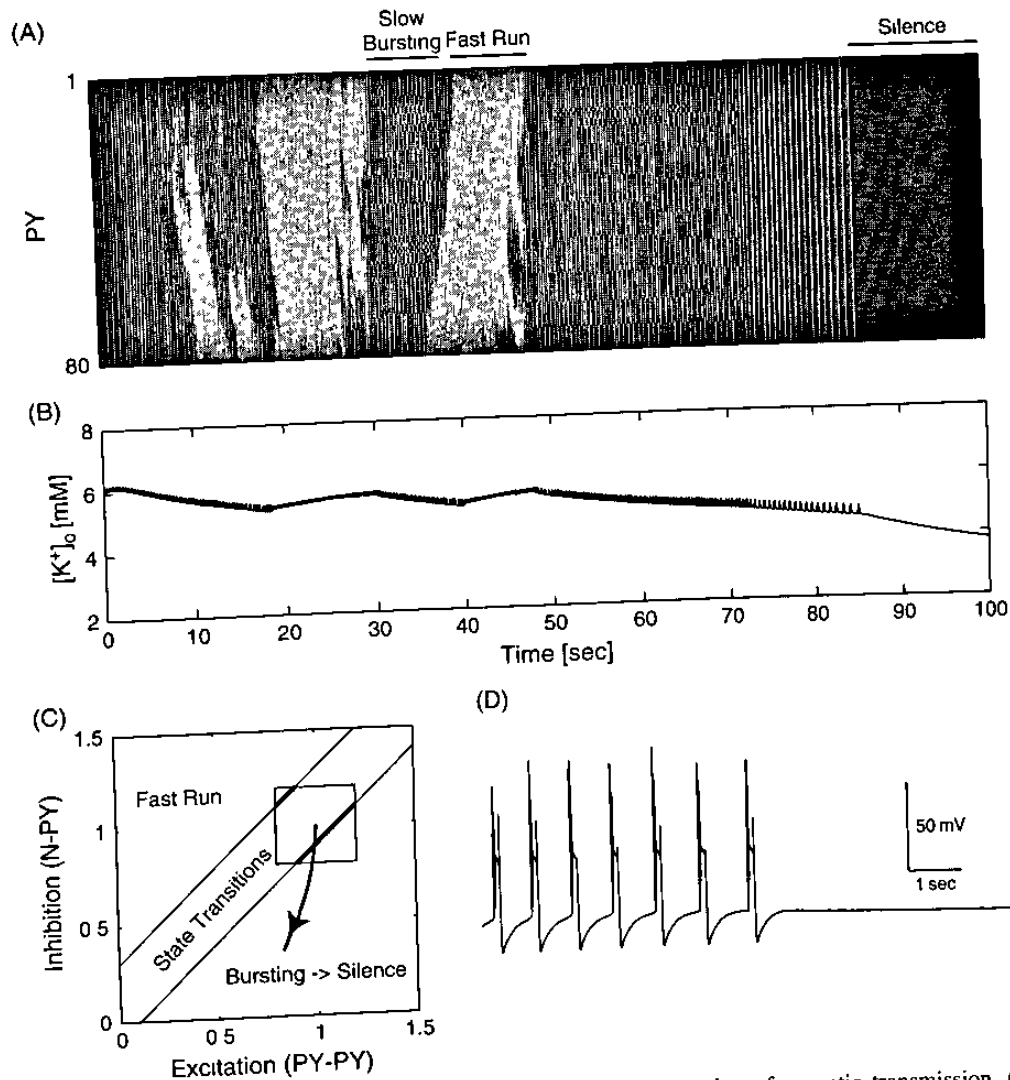 (A)
Slow
Bursting Fast Run
Silence
1
PY
80
(B)
8
6
4
2
[K+]o [mM]
0 10 20 30 40 50 60 70 80 90 100
Time [sec]
(C)
1.5
1
0 5
0
Inhibition (N-PY)
Fast Run
State Transitions
Bursting -> Silence
0 0 5 1 1.5
Excitation (PY-PY)
(D)
50 mV
1 sec